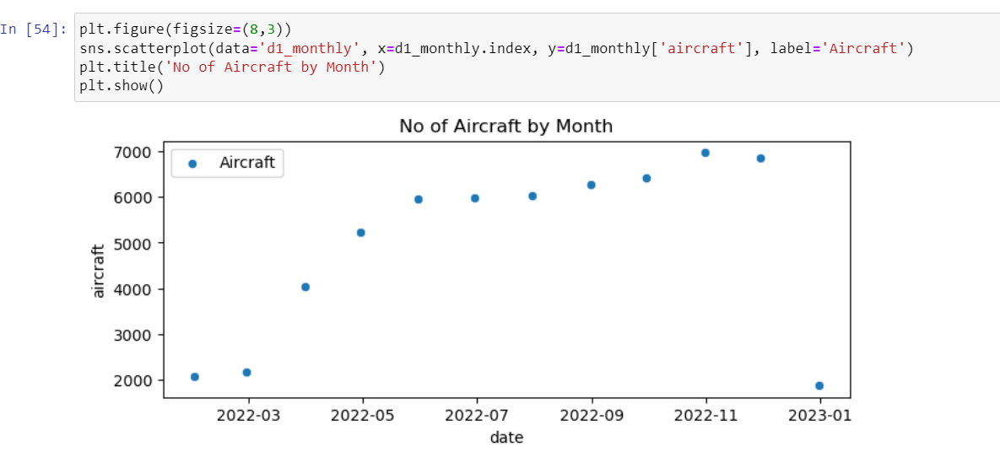 In [54]: plt.figure(figsize=(8,3))
sns.scatterplot(data='d1_monthly', x=d1_monthly.index, y=d1_monthly['aircraft'], label='Aircraft')
plt.title('No of Aircraft by Month')
plt.show()
No of Aircraft by Month
Aircraft
7000
6000
5000
4000
3000
2000
aircraft
2022-03 2022-05 2022-07 2022-09 2022-11 2023-01
date